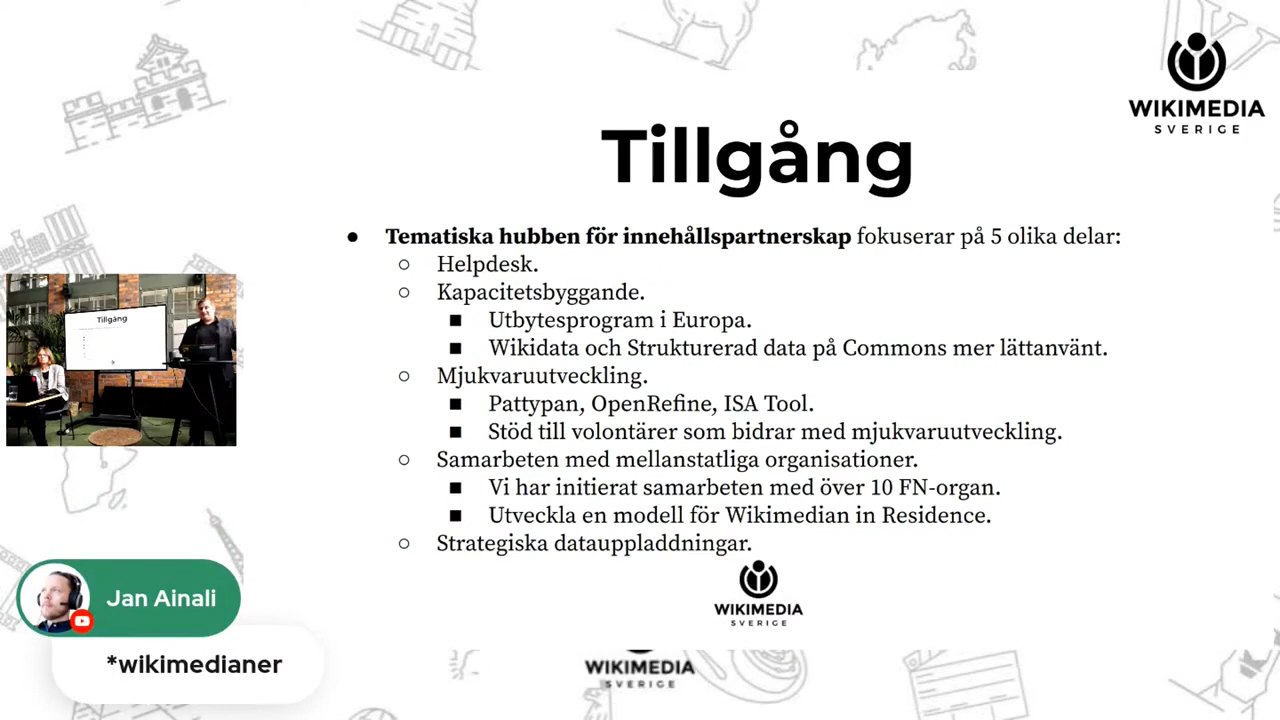 WIKIMEDIA
SVERIGE
Tillgång
● Tematiska hubben för innehållspartnerskap fokuserar på 5 olika delar:
○ Helpdesk.
○ Kapacitetsbyggande.
■ Utbytesprogram i Europa.
■ Wikidata och Strukturerad data på Commons mer lättanvänt.
○ Mjukvaruutveckling.
■ Pattypan, OpenRefine, ISA Tool.
■ Stöd till volontärer som bidrar med mjukvaruutveckling.
○ Samarbeten med mellanstatliga organisationer.
■ Vi har initierat samarbeten med över 10 FN-organ.
■ Utveckla en modell för Wikimedian in Residence.
○ Strategiska datauppladdningar.
WIKIMEDIA
SVERIGE
Tillgång
Jan Ainali
*wikimedianer
WIKIMEDIA
SVERIGE